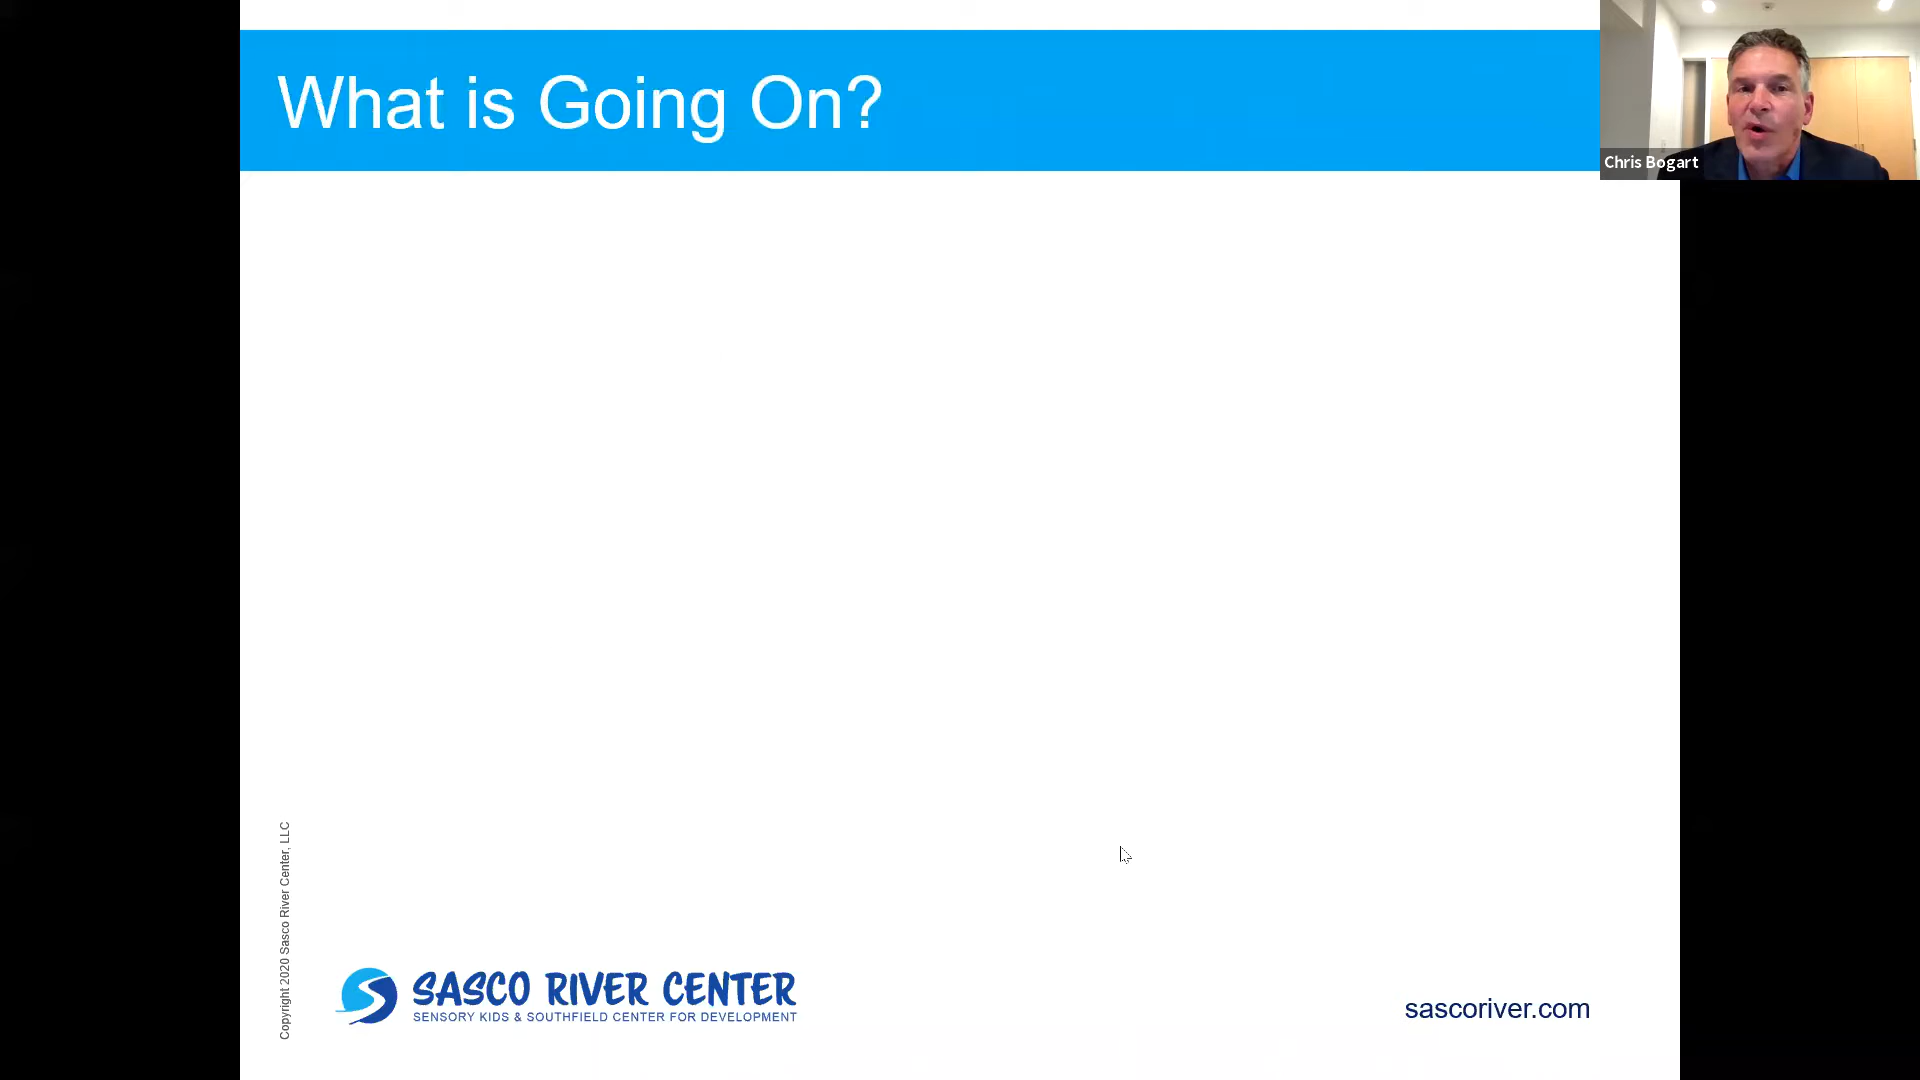 What is Going On?
Chris Bogart
Copyright 2020 Sasco River Center, LLC
SASCO RIVER CENTER
SENSORY KIDS & SOUTHFIELD CENTER FOR DEVELOPMENT
sascoriver.com